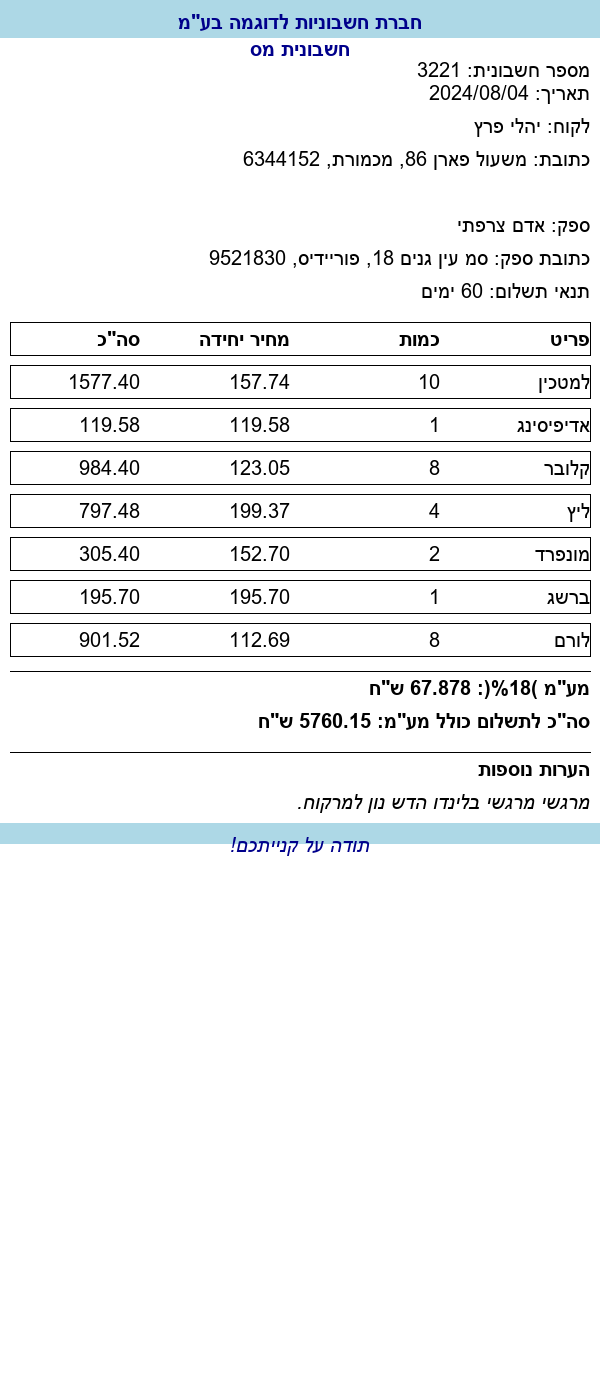 חברת חשבוניות לדוגמה בע"מ
חשבונית מס
מספר חשבונית: 3221
תאריך: 2024/08/04
לקוח: יהלי פרץ
כתובת: משעול פארן 86, מכמורת, 6344152
ספק: אדם צרפתי
כתובת ספק: סמ עין גנים 18, פוריידיס, 9521830
תנאי תשלום: 60 ימים
פריט כמות מחיר יחידה סה"כ
למטכין 10 157.74 1577.40
אדיפיסינג 1 119.58 119.58
קלובר 8 123.05 984.40
ליץ 4 199.37 797.48
מונפרד 2 152.70 305.40
ברשג 1 195.70 195.70
לורם 8 112.69 901.52
מע"מ )18%(: 67.878 ש"ח
סה"כ לתשלום כולל מע"מ: 5760.15 ש"ח
הערות נוספות
מרגשי מרגשי בלינדו הדש נון למרקוח.
תודה על קנייתכם!